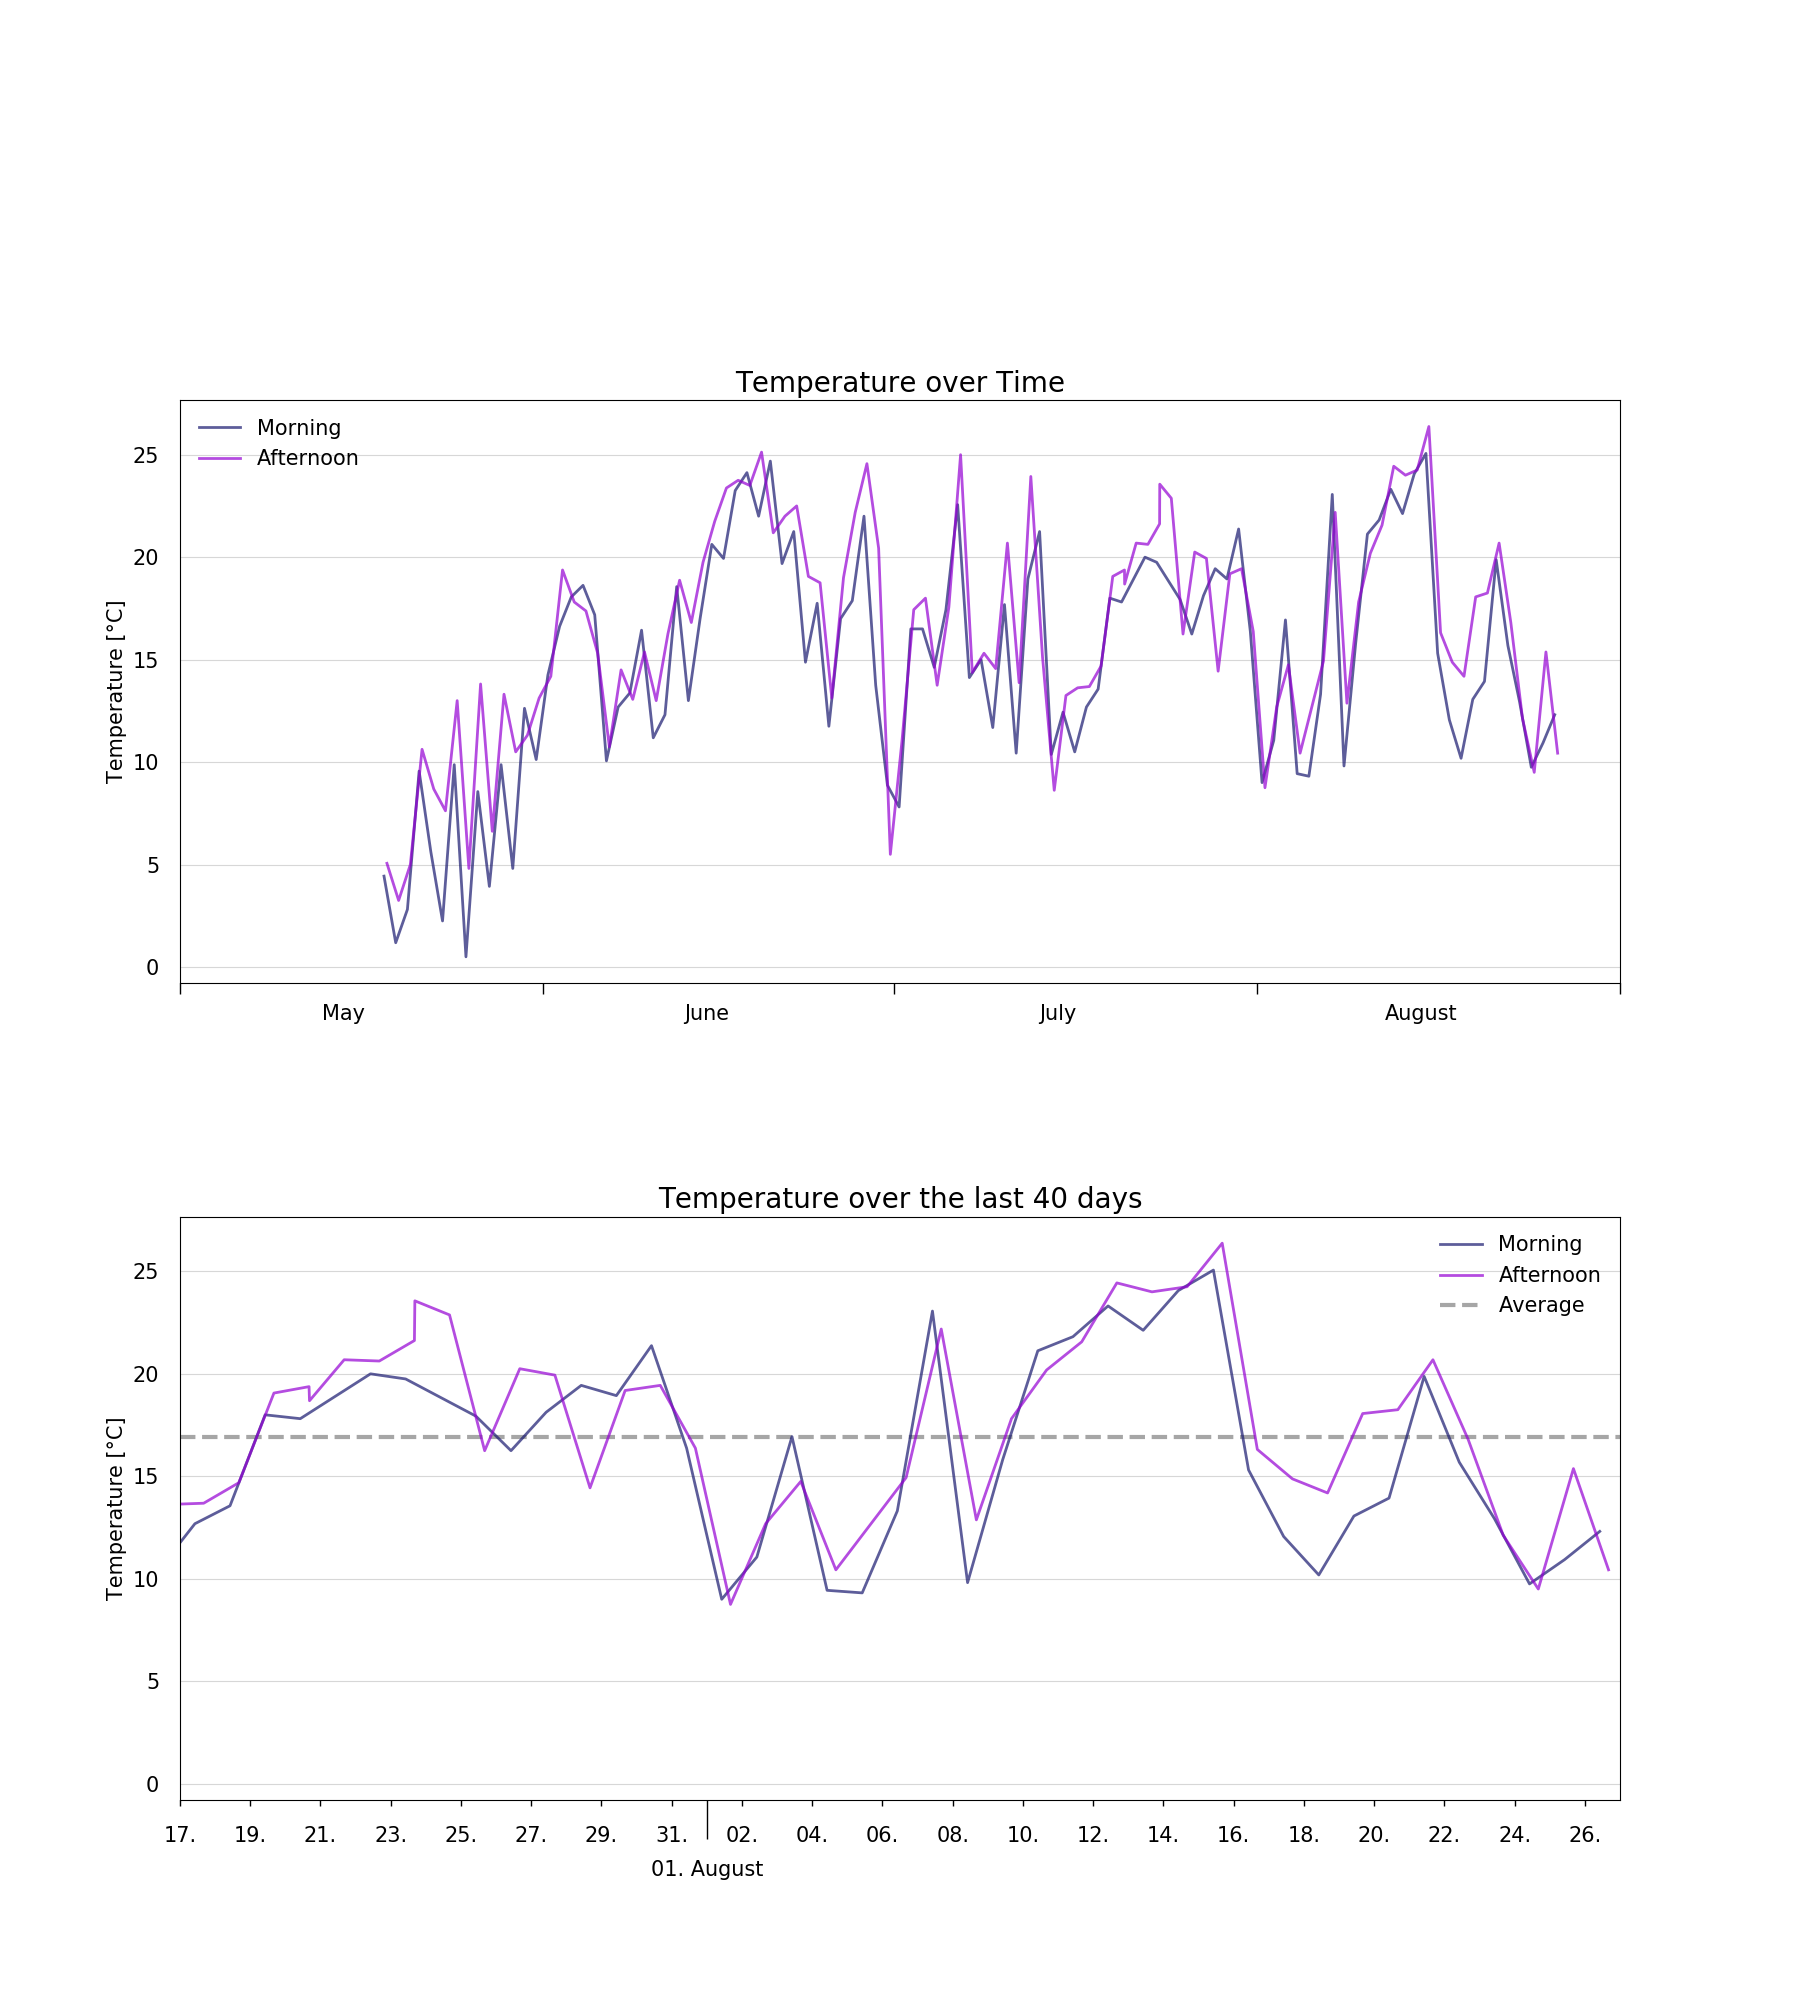 Temperature over Time
Morning
Afternoon
Temperature [°C]
25
20
15
10
5
0
May June July August
Temperature over the last 40 days
Morning
Afternoon
Average
Temperature [°C]
25
20
15
10
5
0
17. 19. 21. 23. 25. 27. 29. 31. 02. 04. 06. 08. 10. 12. 14. 16. 18. 20. 22. 24. 26.
01. August